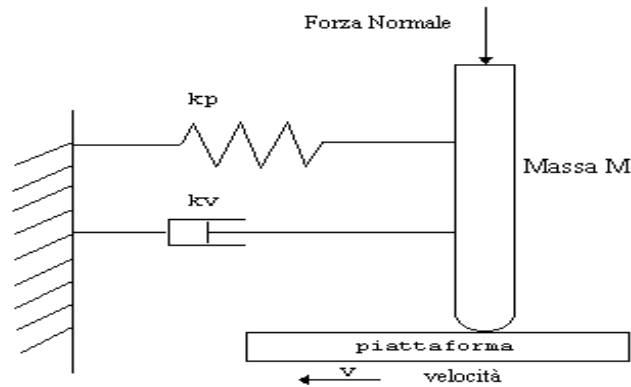 Forza Normale
kp
Massa M
kv
piattaforma
v velocità